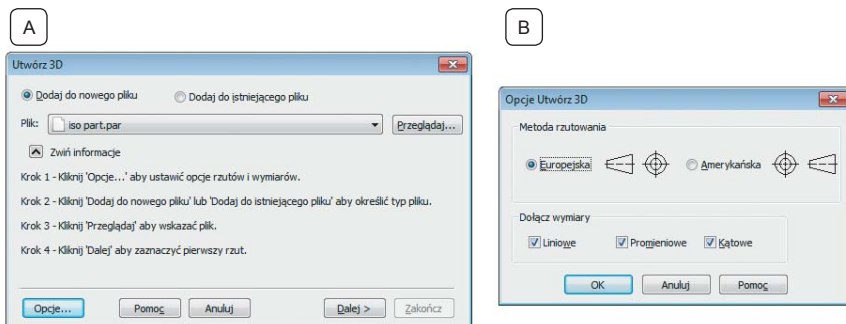 A
Utwórz 3D
Dodaj do nowego pliku Dodaj do istniejącego pliku
Plik: iso part.par Przeglądaj...
Zwiń informacje
Krok 1 - Kliknij 'Opcje...' aby ustawić opcje rzutów i wymiarów.
Krok 2 - Kliknij 'Dodaj do nowego pliku' lub 'Dodaj do istniejącego pliku' aby określić typ pliku.
Krok 3 - Kliknij 'Przeglądaj' aby wskazać plik.
Krok 4 - Kliknij 'Dalej' aby zaznaczyć pierwszy rzut.
Opcje... Pomoc Anuluj Dalej > Zakończ
B
Opcje Utwórz 3D
Metoda rzutowania
Europejska Amerykańska
Dołącz wymiary
Liniowe Promieniowe Kątowe
OK Anuluj Pomoc